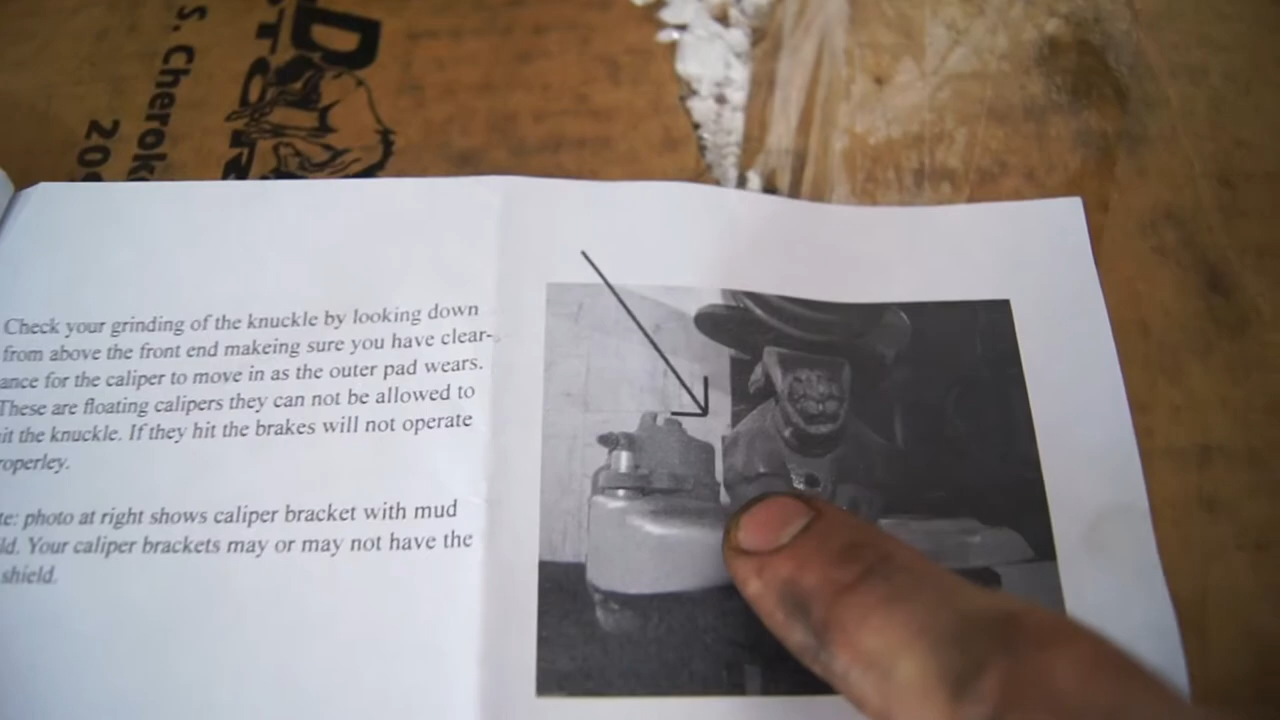 S. Cherok
20
Check your grinding of the knuckle by looking down
from above the front end makeing sure you have clear-
ance for the caliper to move in as the outer pad wears.
These are floating calipers they can not be allowed to
it the knuckle. If they hit the brakes will not operate
roperley.
te: photo at right shows caliper bracket with mud
ld. Your caliper brackets may or may not have the
shield.